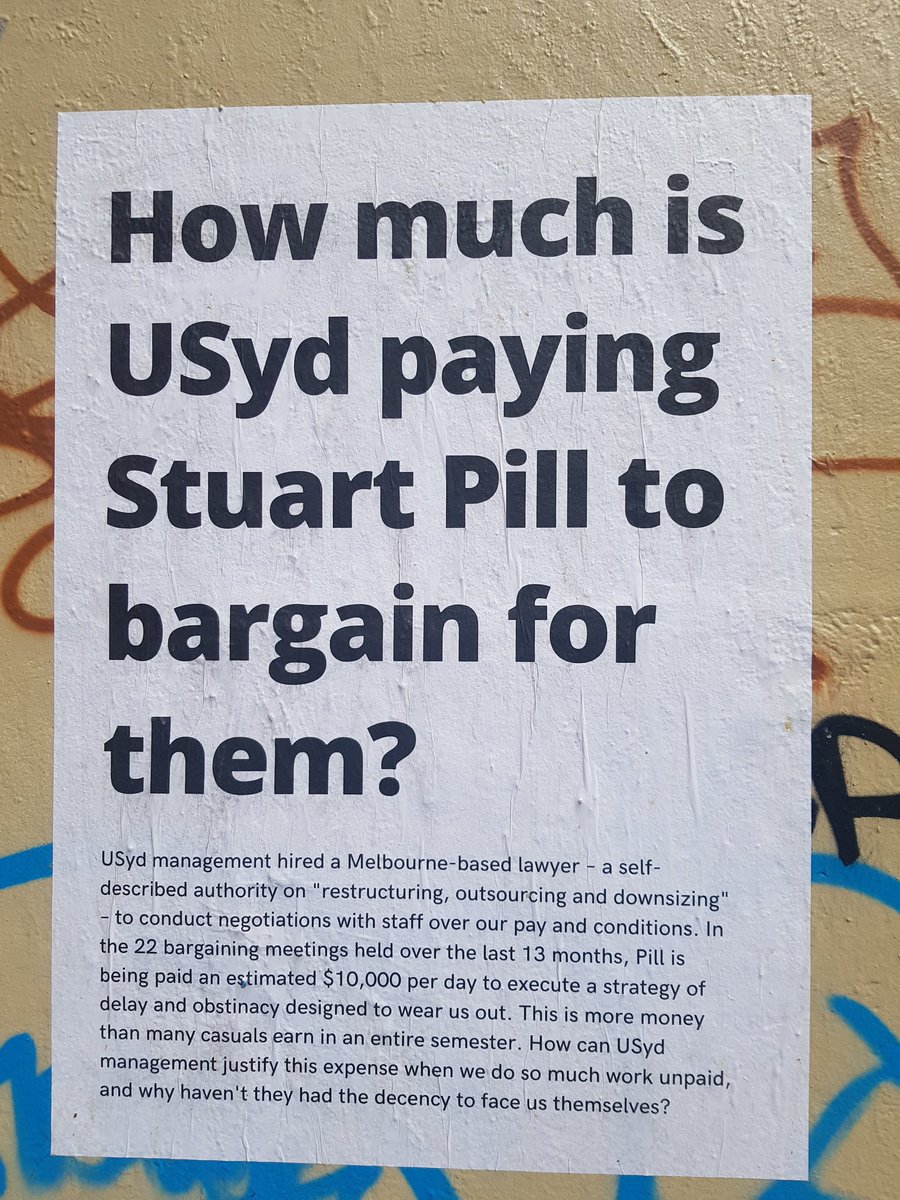 How much is
USyd paying
Stuart Pill to
bargain for
them?
USyd management hired a Melbourne-based lawyer – a self-
described authority on "restructuring, outsourcing and downsizing"
– to conduct negotiations with staff over our pay and conditions. In
the 22 bargaining meetings held over the last 13 months, Pill is
being paid an estimated $10,000 per day to execute a strategy of
delay and obstinacy designed to wear us out. This is more money
than many casuals earn in an entire semester. How can USyd
management justify this expense when we do so much work unpaid,
and why haven't they had the decency to face us themselves?